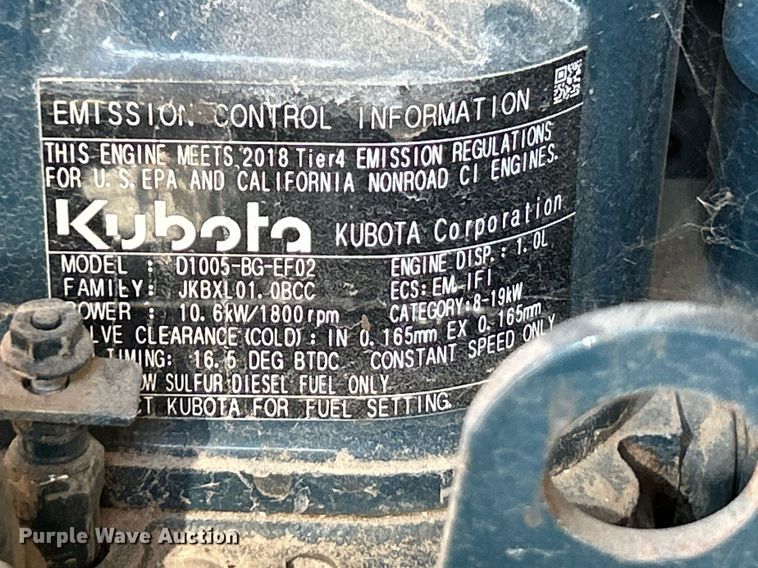 EMISSION CONTROL INFORMATION
THIS ENGINE MEETS 2018 Tier4 EMISSION REGULATIONS
FOR U.S.EPA AND CALIFORNIA NONROAD CI ENGINES.
Kubota KUBOTA Corporation
MODEL : D1005-BG-EF02 ENGINE DISP.: 1.0L
FAMILY: JKBXL01.0BCC ECS: EM IFI
POWER : 10.6kW/1800rpm CATEGORY:8-19kW
LVE CLEARANCE(COLD): IN 0.165mm EX 0.165mm
TIMING: 16.5 DEG BTDC CONSTANT SPEED ONLY
OW SULFUR DIESEL FUEL ONLY
T KUBOTA FOR FUEL SETTING.
Purple Wave Auction